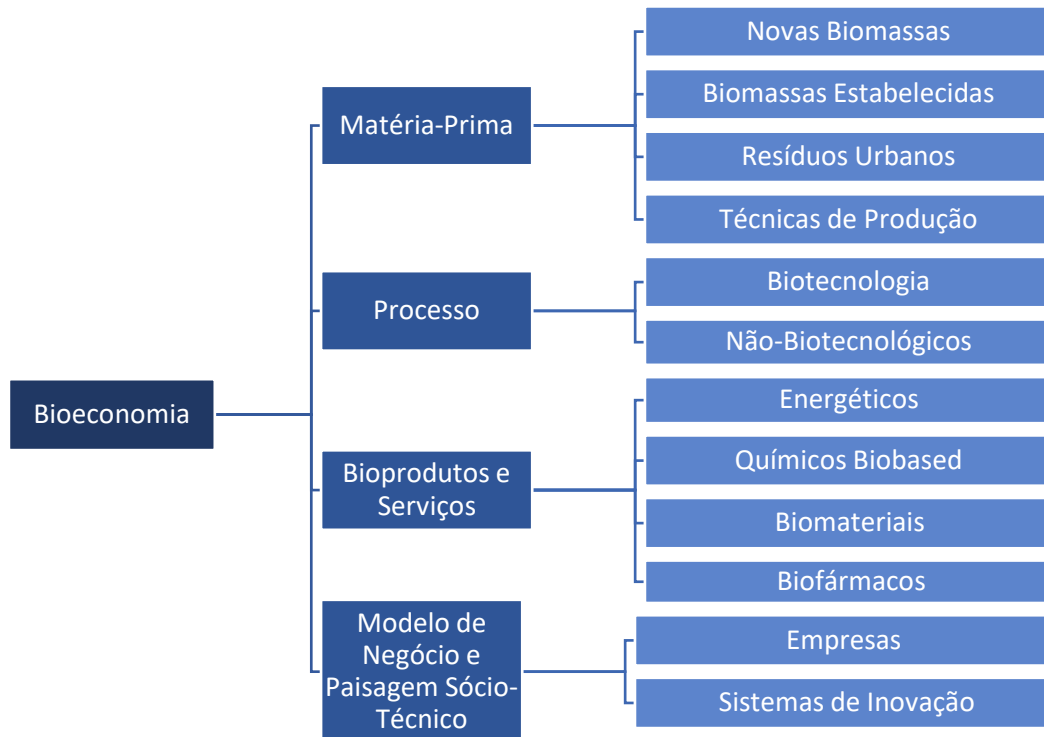 Bioeconomia
Matéria-Prima
Novas Biomassas
Biomassas Estabelecidas
Resíduos Urbanos
Técnicas de Produção
Processo
Biotecnologia
Não-Biotecnológicos
Bioprodutos e
Serviços
Energéticos
Químicos Biobased
Biomateriais
Biofármacos
Modelo de
Negócio e
Paisagem Sócio-
Técnico
Empresas
Sistemas de Inovação